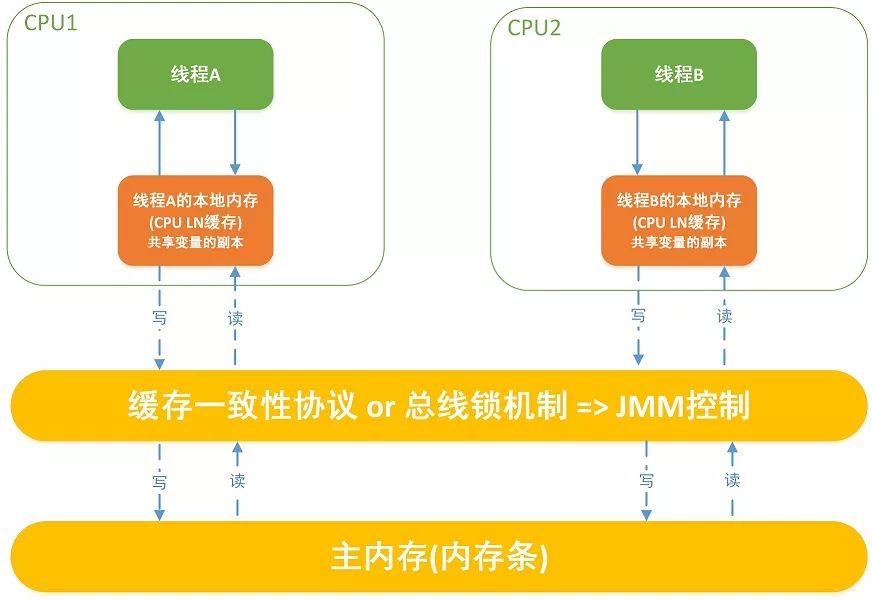 CPU1
CPU2
线程A
线程B
线程A的本地内存
(CPU LN缓存)
共享变量的副本
线程B的本地内存
(CPU LN缓存)
共享变量的副本
写
读
写
读
缓存一致性协议 or 总线锁机制 => JMM控制
写
读
写
读
主内存(内存条)